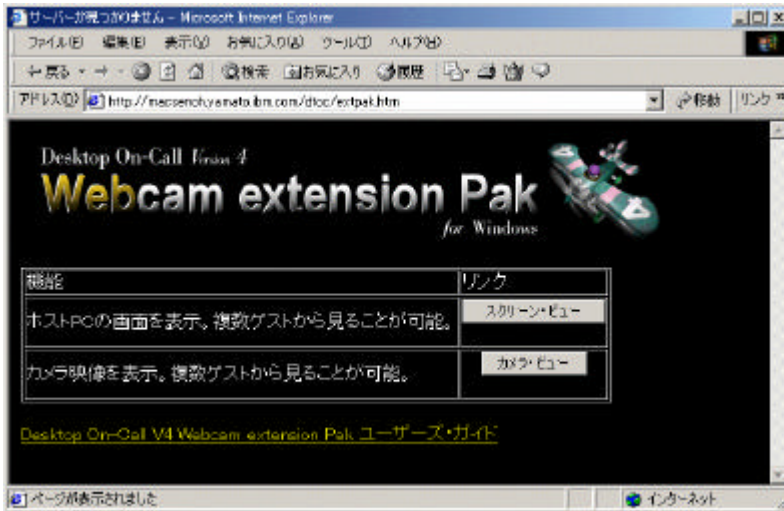 サーバーが見つかりません - Microsoft Internet Explorer
ファイル(F) 編集(E) 表示(V) お気に入り(A) ツール(T) ヘルプ(H)
戻る 検索 お気に入り 履歴
アドレス(D) http://macsenoh.yamato.ibm.com/dtoc/extpak.htm 移動 リンク
Desktop On-Call Version 4
Webcam extension Pak
for Windows
機能 リンク
ホストPCの画面を表示。複数ゲストから見ることが可能。 スクリーン・ビュー
カメラ映像を表示。複数ゲストから見ることが可能。 カメラ・ビュー
Desktop On-Call V4 Webcam extension Pak ユーザーズ・ガイド
ページが表示されました インターネット